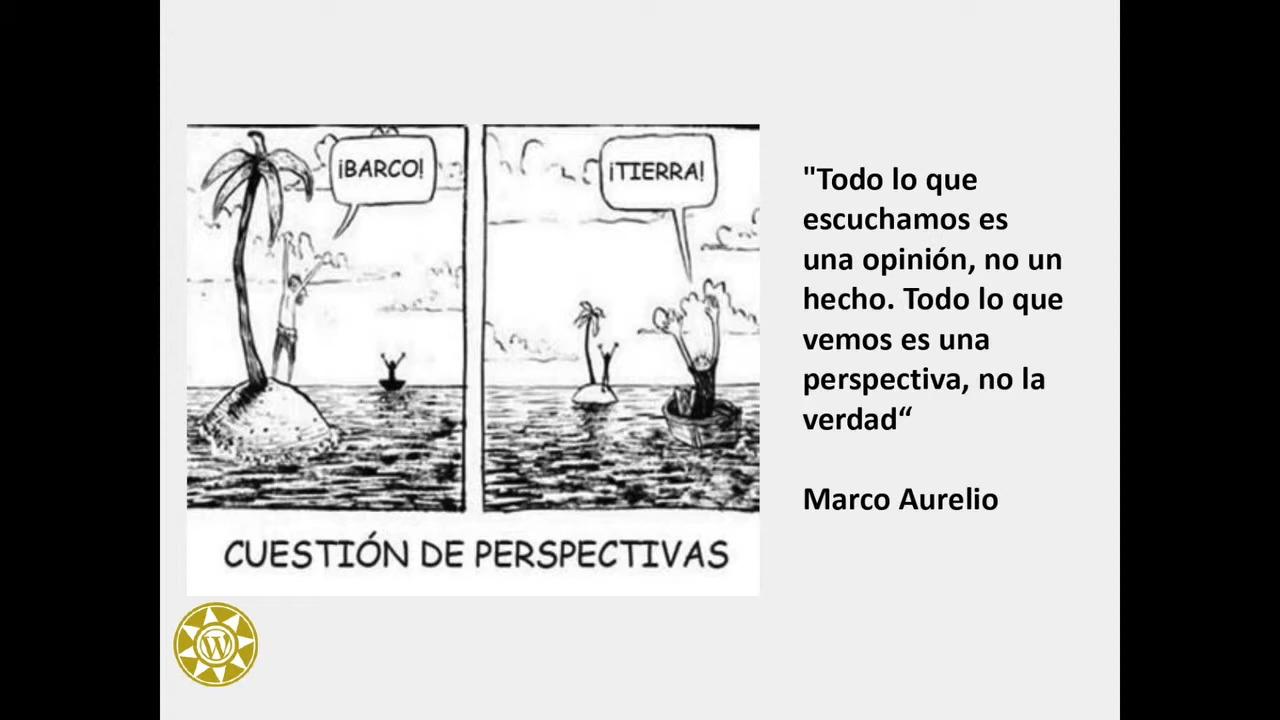 ¡BARCO!
¡TIERRA!
CUESTIÓN DE PERSPECTIVAS
"Todo lo que
escuchamos es
una opinión, no un
hecho. Todo lo que
vemos es una
perspectiva, no la
verdad“
Marco Aurelio
W